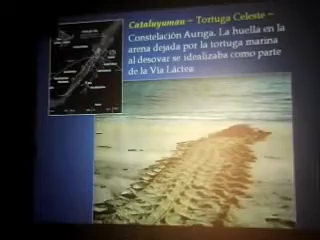 Cataluyumau ~ Tortuga Celeste ~
Constelación Auriga. La huella en la
arena dejada por la tortuga marina
al desovar se idealizaba como parte
de la Vía Láctea.